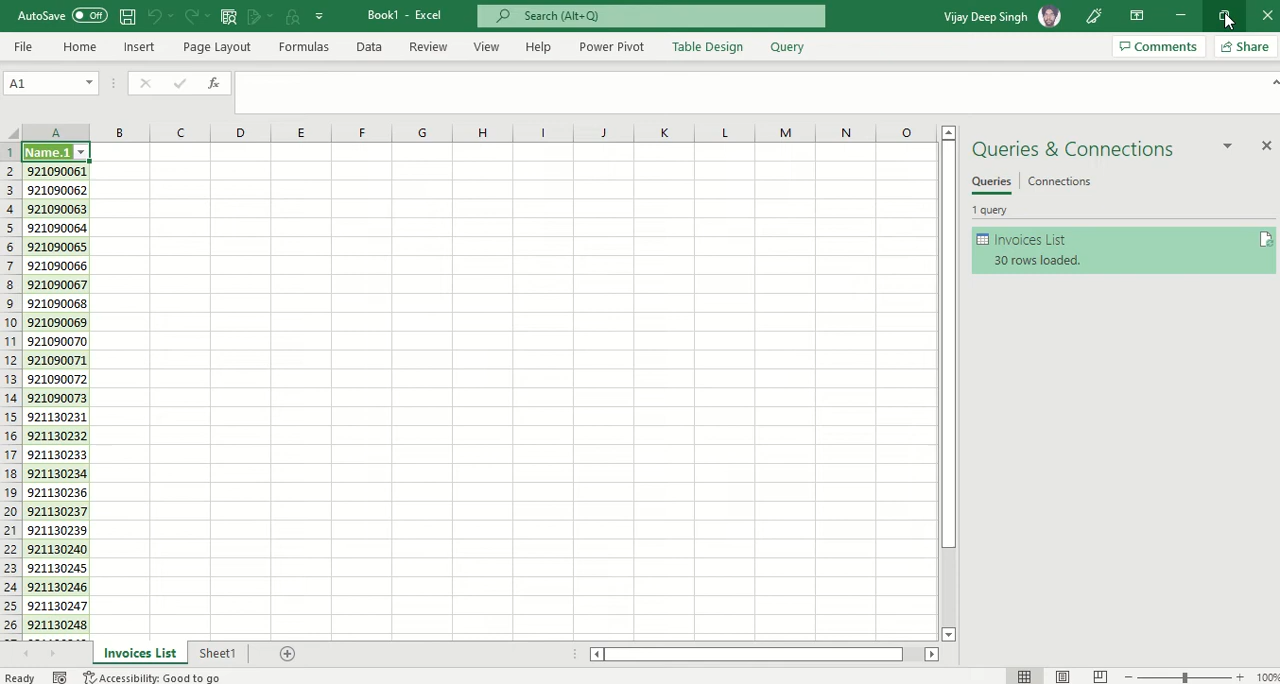 AutoSave Off Book1 - Excel Search (Alt+Q) Vijay Deep Singh
File Home Insert Page Layout Formulas Data Review View Help Power Pivot Table Design Query Comments Share
A1 fx
A B C D E F G H I J K L M N O
1 Name.1
2 921090061
3 921090062
4 921090063
5 921090064
6 921090065
7 921090066
8 921090067
9 921090068
10 921090069
11 921090070
12 921090071
13 921090072
14 921090073
15 921130231
16 921130232
17 921130233
18 921130234
19 921130236
20 921130237
21 921130239
22 921130240
23 921130245
24 921130246
25 921130247
26 921130248
Queries & Connections
Queries Connections
1 query
Invoices List
30 rows loaded.
Invoices List Sheet1
Ready Accessibility: Good to go 100%